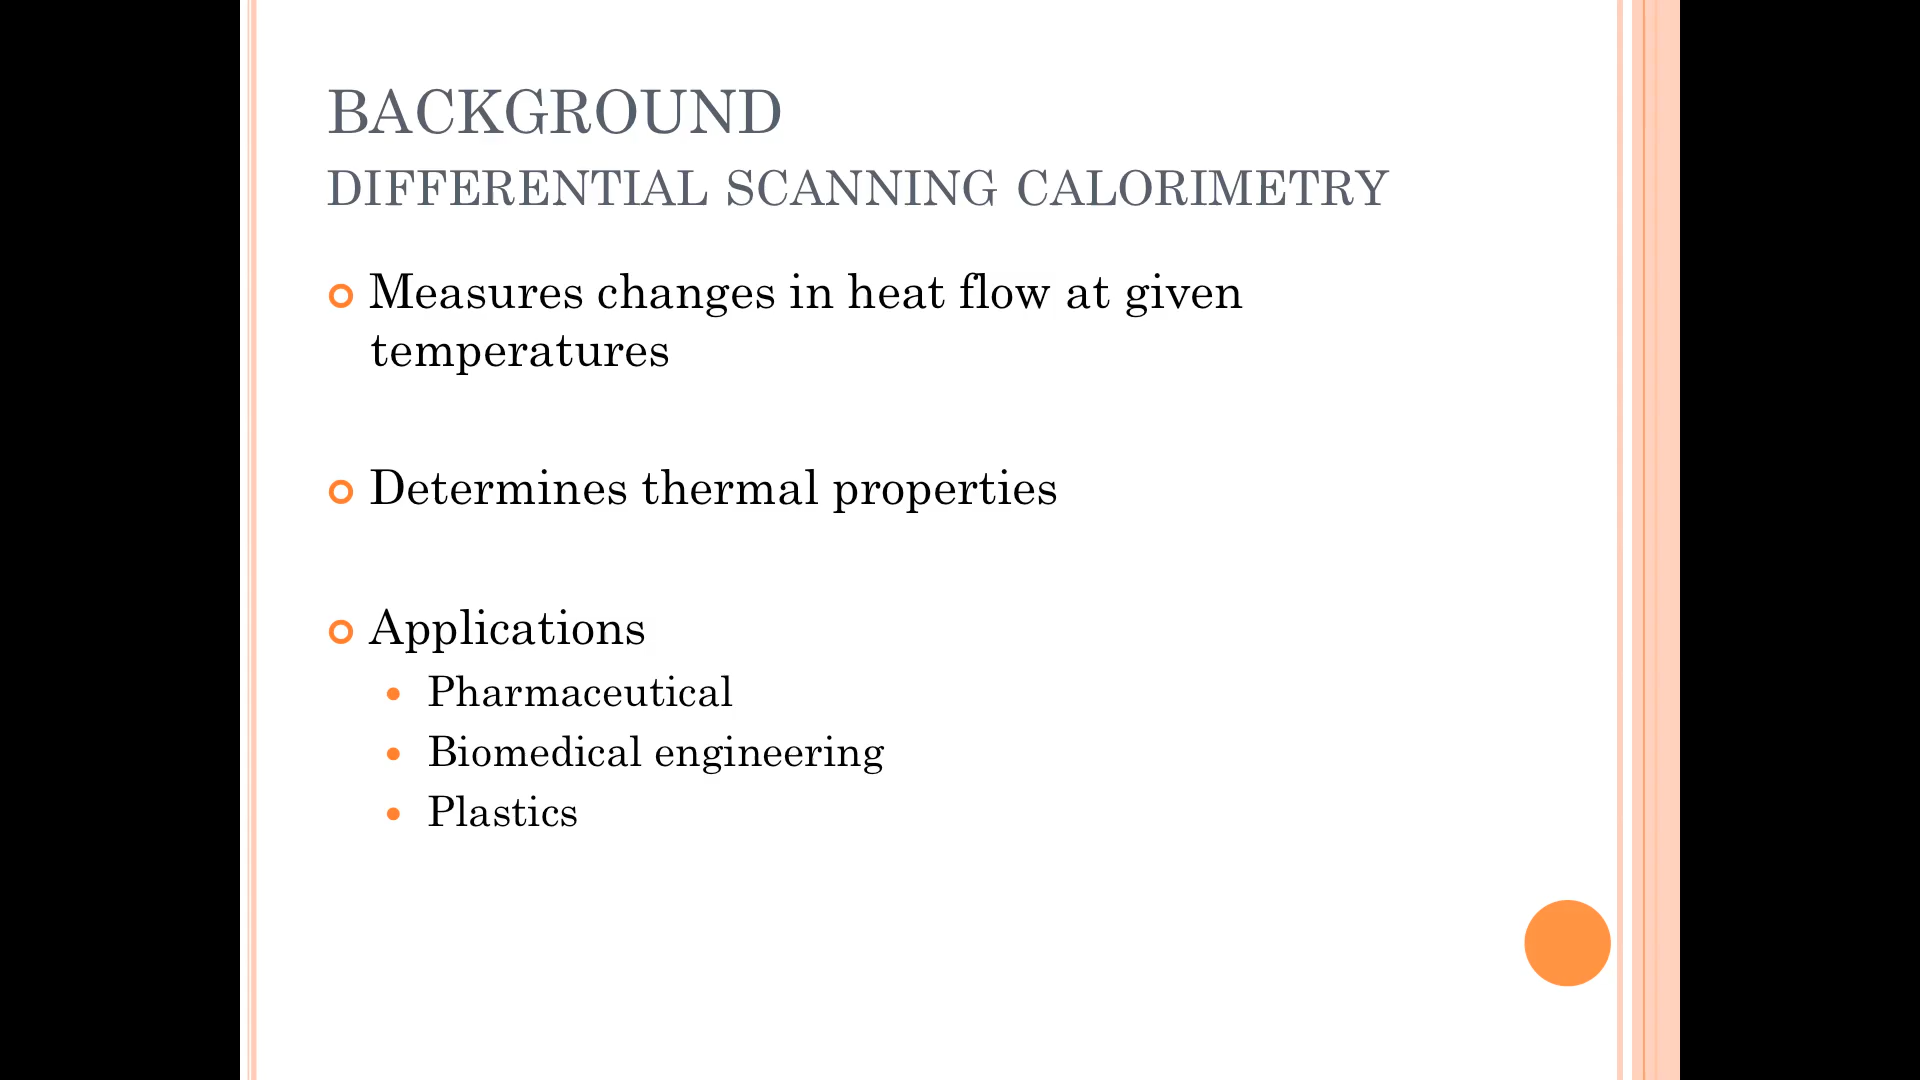 BACKGROUND
DIFFERENTIAL SCANNING CALORIMETRY
Measures changes in heat flow at given
temperatures
Determines thermal properties
Applications
Pharmaceutical
Biomedical engineering
Plastics